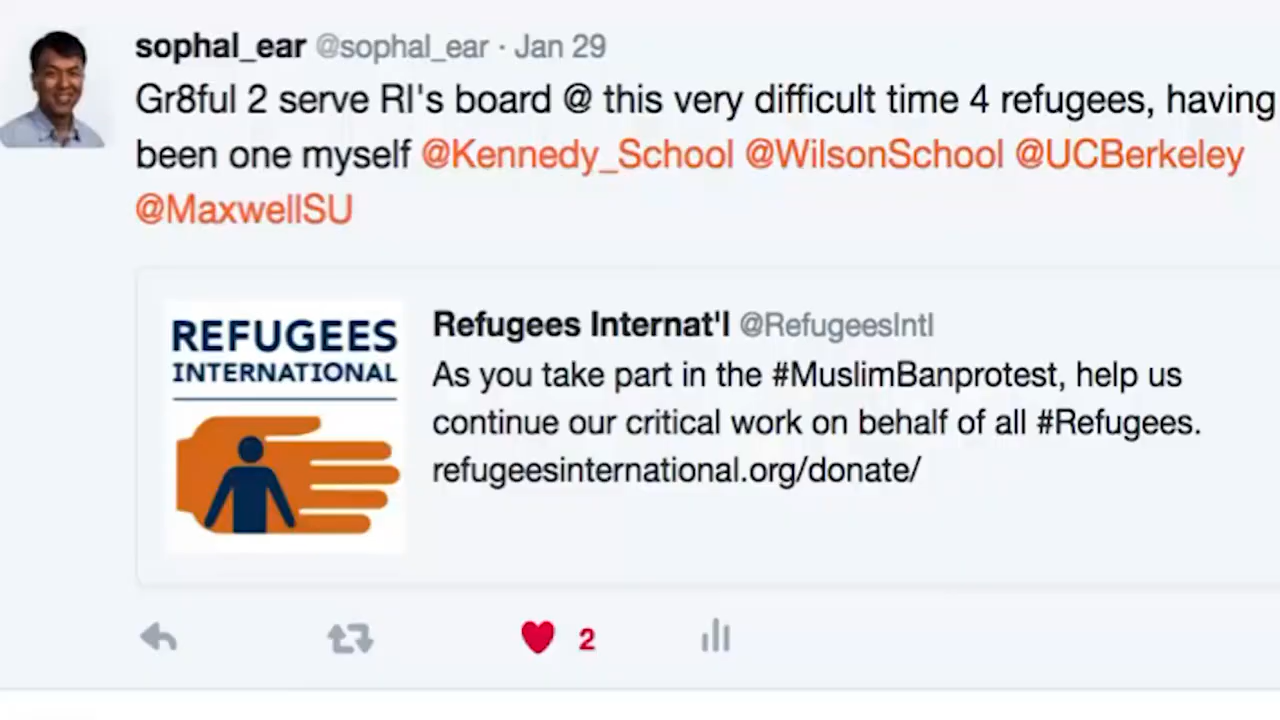 sophal_ear @sophal_ear · Jan 29
Gr8ful 2 serve RI's board @ this very difficult time 4 refugees, having
been one myself @Kennedy_School @WilsonSchool @UCBerkeley
@MaxwellSU
REFUGEES
INTERNATIONAL
Refugees Internat'l @RefugeesIntl
As you take part in the #MuslimBanprotest, help us
continue our critical work on behalf of all #Refugees.
refugeesinternational.org/donate/
2